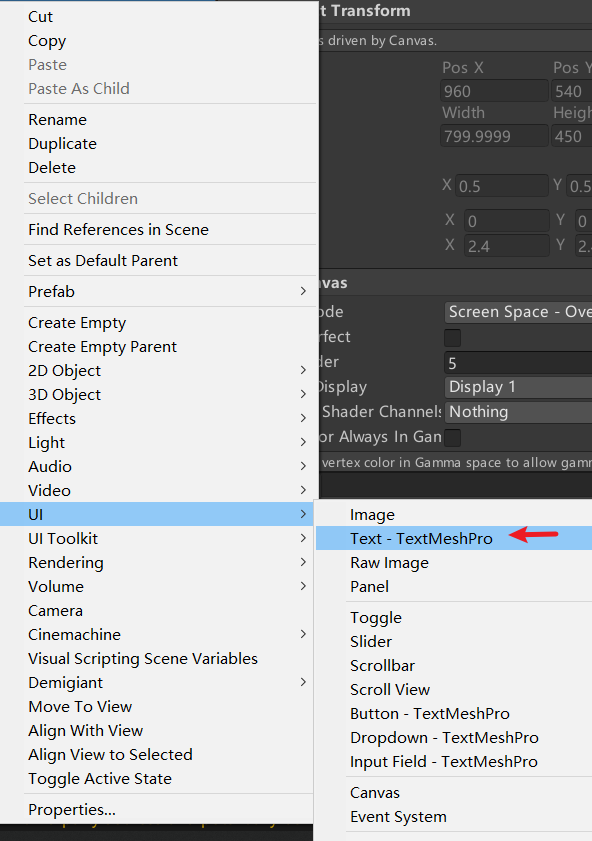 Cut
Copy
Paste
Paste As Child
Rename
Duplicate
Delete
Select Children
Find References in Scene
Set as Default Parent
Prefab
Create Empty
Create Empty Parent
2D Object
3D Object
Effects
Light
Audio
Video
UI
UI Toolkit
Rendering
Volume
Camera
Cinemachine
Visual Scripting Scene Variables
Demigiant
Move To View
Align With View
Align View to Selected
Toggle Active State
Properties...
t Transform
s driven by Canvas.
Pos X Pos Y
960 540
Width Heigh
799.9999 450
X 0.5 Y 0.5
X 0 Y 0
X 2.4 Y 2.4
nvas
ode Screen Space - Ove
rfect
der 5
Display Display 1
Shader Channels Nothing
or Always In Gam
vertex color in Gamma space to allow gamm
Image
Text - TextMeshPro
Raw Image
Panel
Toggle
Slider
Scrollbar
Scroll View
Button - TextMeshPro
Dropdown - TextMeshPro
Input Field - TextMeshPro
Canvas
Event System